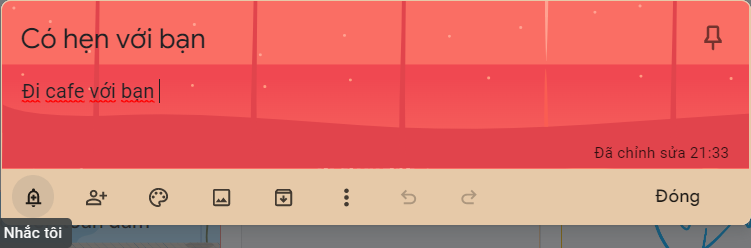 Có hẹn với bạn
Đi cafe với bạn
Đã chỉnh sửa 21:33
Đóng
Nhắc tôi